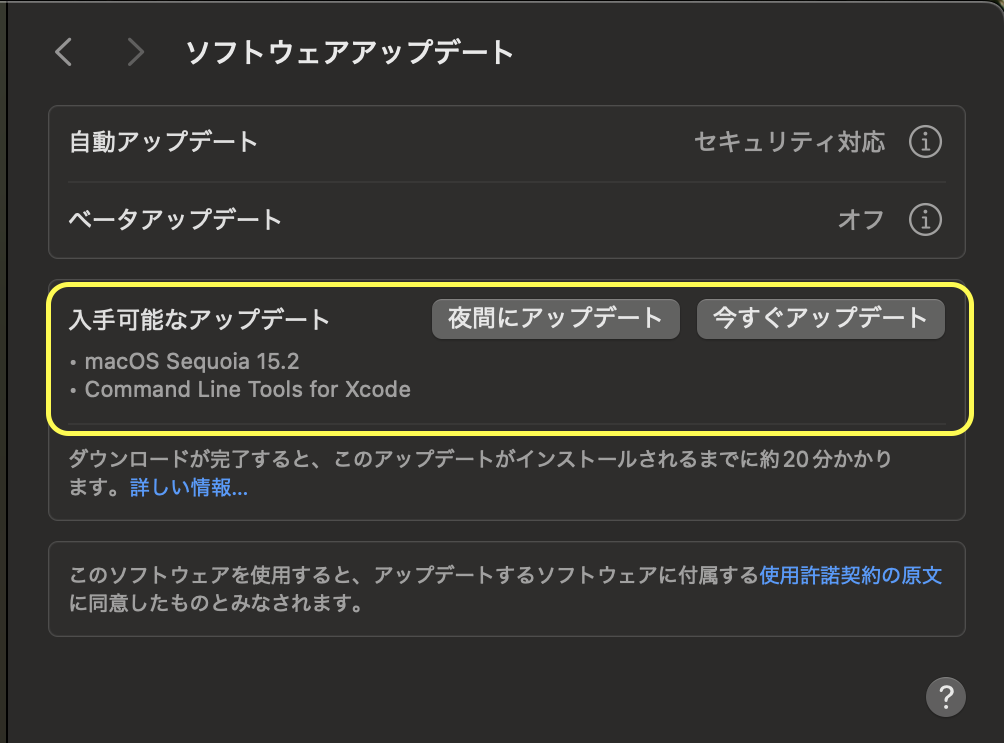 ソフトウェアアップデート
自動アップデート セキュリティ対応
ベータアップデート オフ
入手可能なアップデート 夜間にアップデート 今すぐアップデート
• macOS Sequoia 15.2
• Command Line Tools for Xcode
ダウンロードが完了すると、このアップデートがインストールされるまでに約20分かかり
ます。詳しい情報...
このソフトウェアを使用すると、アップデートするソフトウェアに付属する使用許諾契約の原文
に同意したものとみなされます。
?